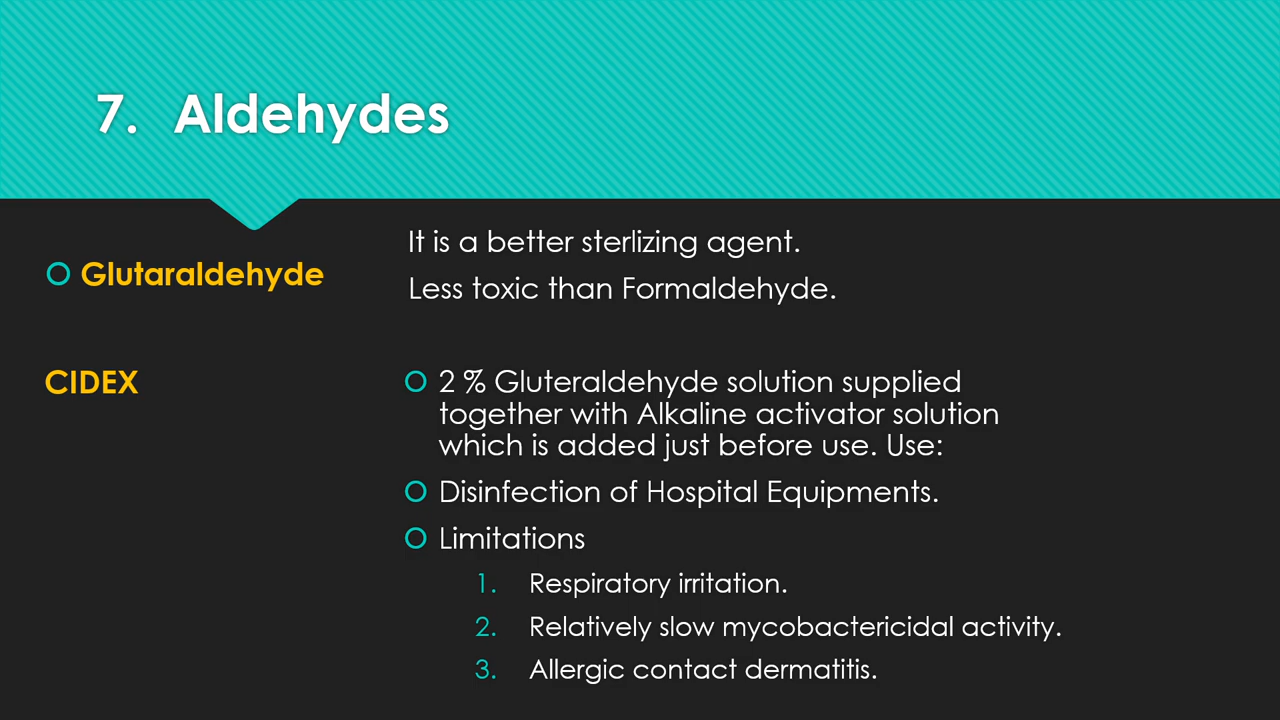 7. Aldehydes
Glutaraldehyde
It is a better sterlizing agent.
Less toxic than Formaldehyde.
CIDEX
2 % Gluteraldehyde solution supplied
together with Alkaline activator solution
which is added just before use. Use:
Disinfection of Hospital Equipments.
Limitations
1. Respiratory irritation.
2. Relatively slow mycobactericidal activity.
3. Allergic contact dermatitis.